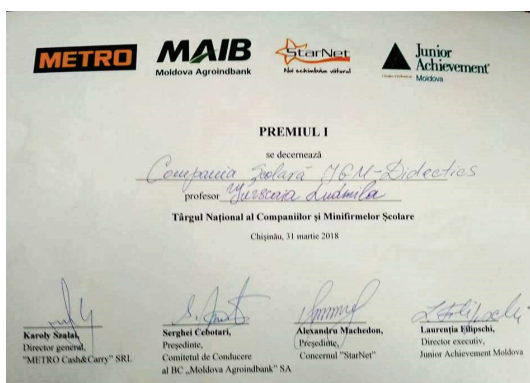 METRO
MAIB
Moldova Agroindbank
StarNet
Noi schimbăm viitorul
Junior
Achievement
Moldova
PREMIUL I
se decernează
Compania Școlară JGM-Didactics
profesor Ludmila
Târgul Național al Companiilor și Minifirmelor Școlare
Chișinău, 31 martie 2018
Karoly Szalai,
Director general,
"METRO Cash&Carry" SRL
Serghei Cebotari,
Președinte,
Comitetul de Conducere
al BC „Moldova Agroindbank" SA
Alexandru Machedon,
Președinte,
Concernul "StarNet"
Laurenția Filipschi,
Director executiv,
Junior Achievement Moldova